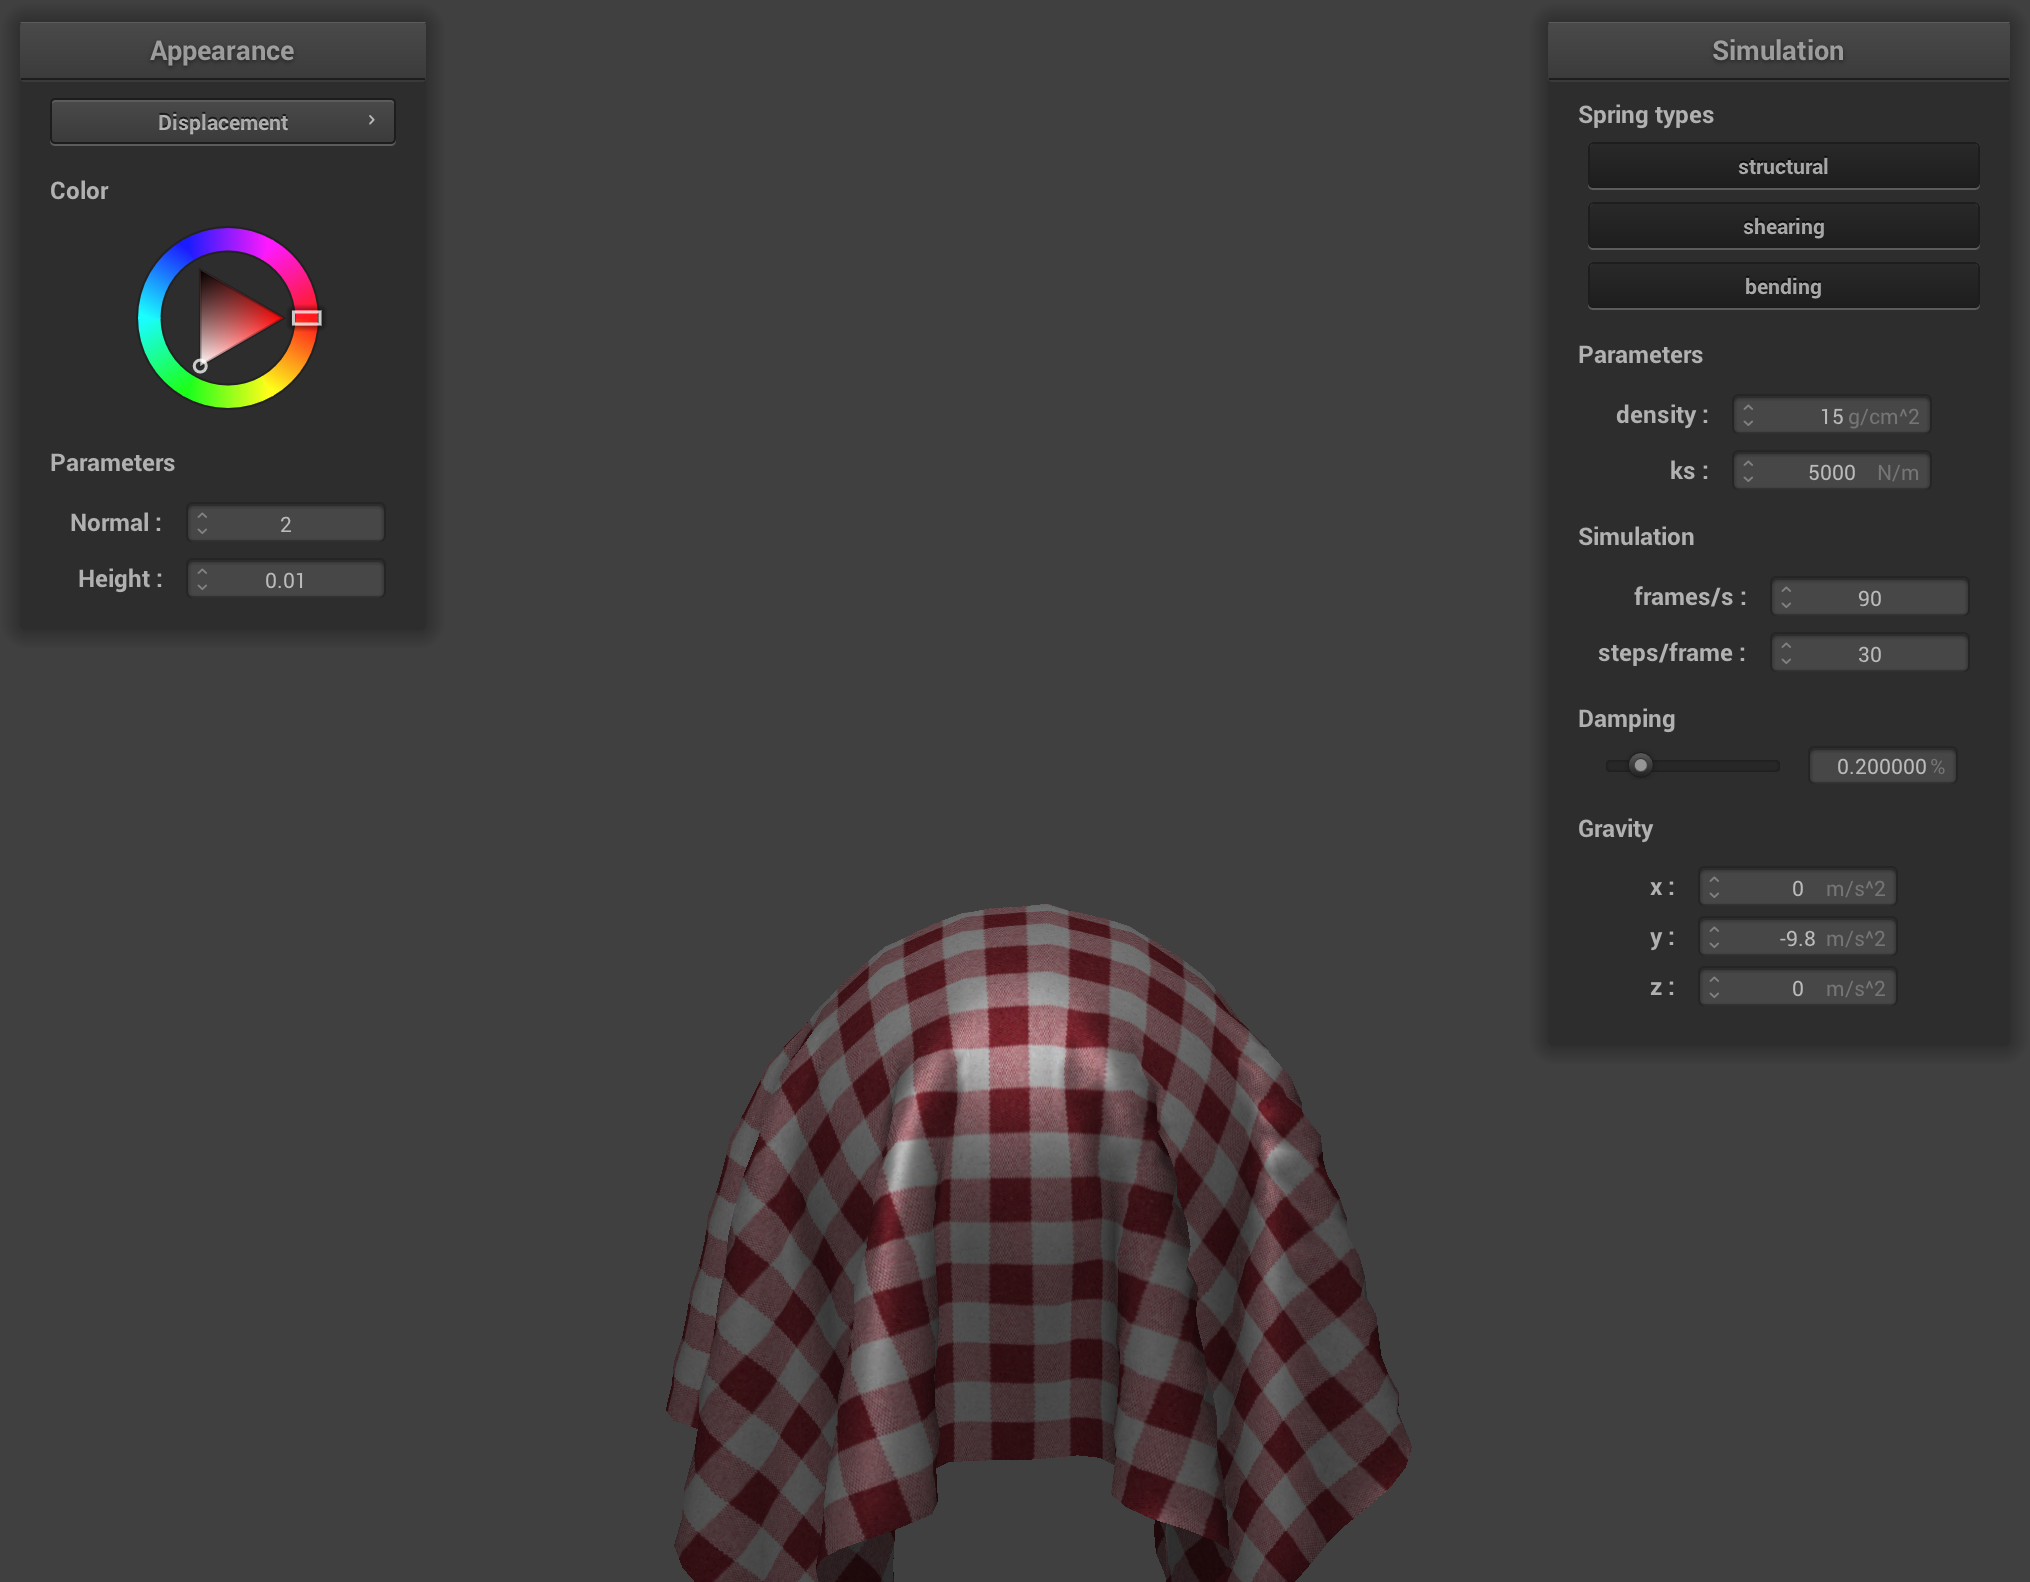 Appearance
Displacement
Color
Parameters
Normal : 2
Height : 0.01
Simulation
Spring types
structural
shearing
bending
Parameters
density : 15 g/cm^2
ks : 5000 N/m
Simulation
frames/s : 90
steps/frame : 30
Damping
0.200000 %
Gravity
x : 0 m/s^2
y : -9.8 m/s^2
z : 0 m/s^2